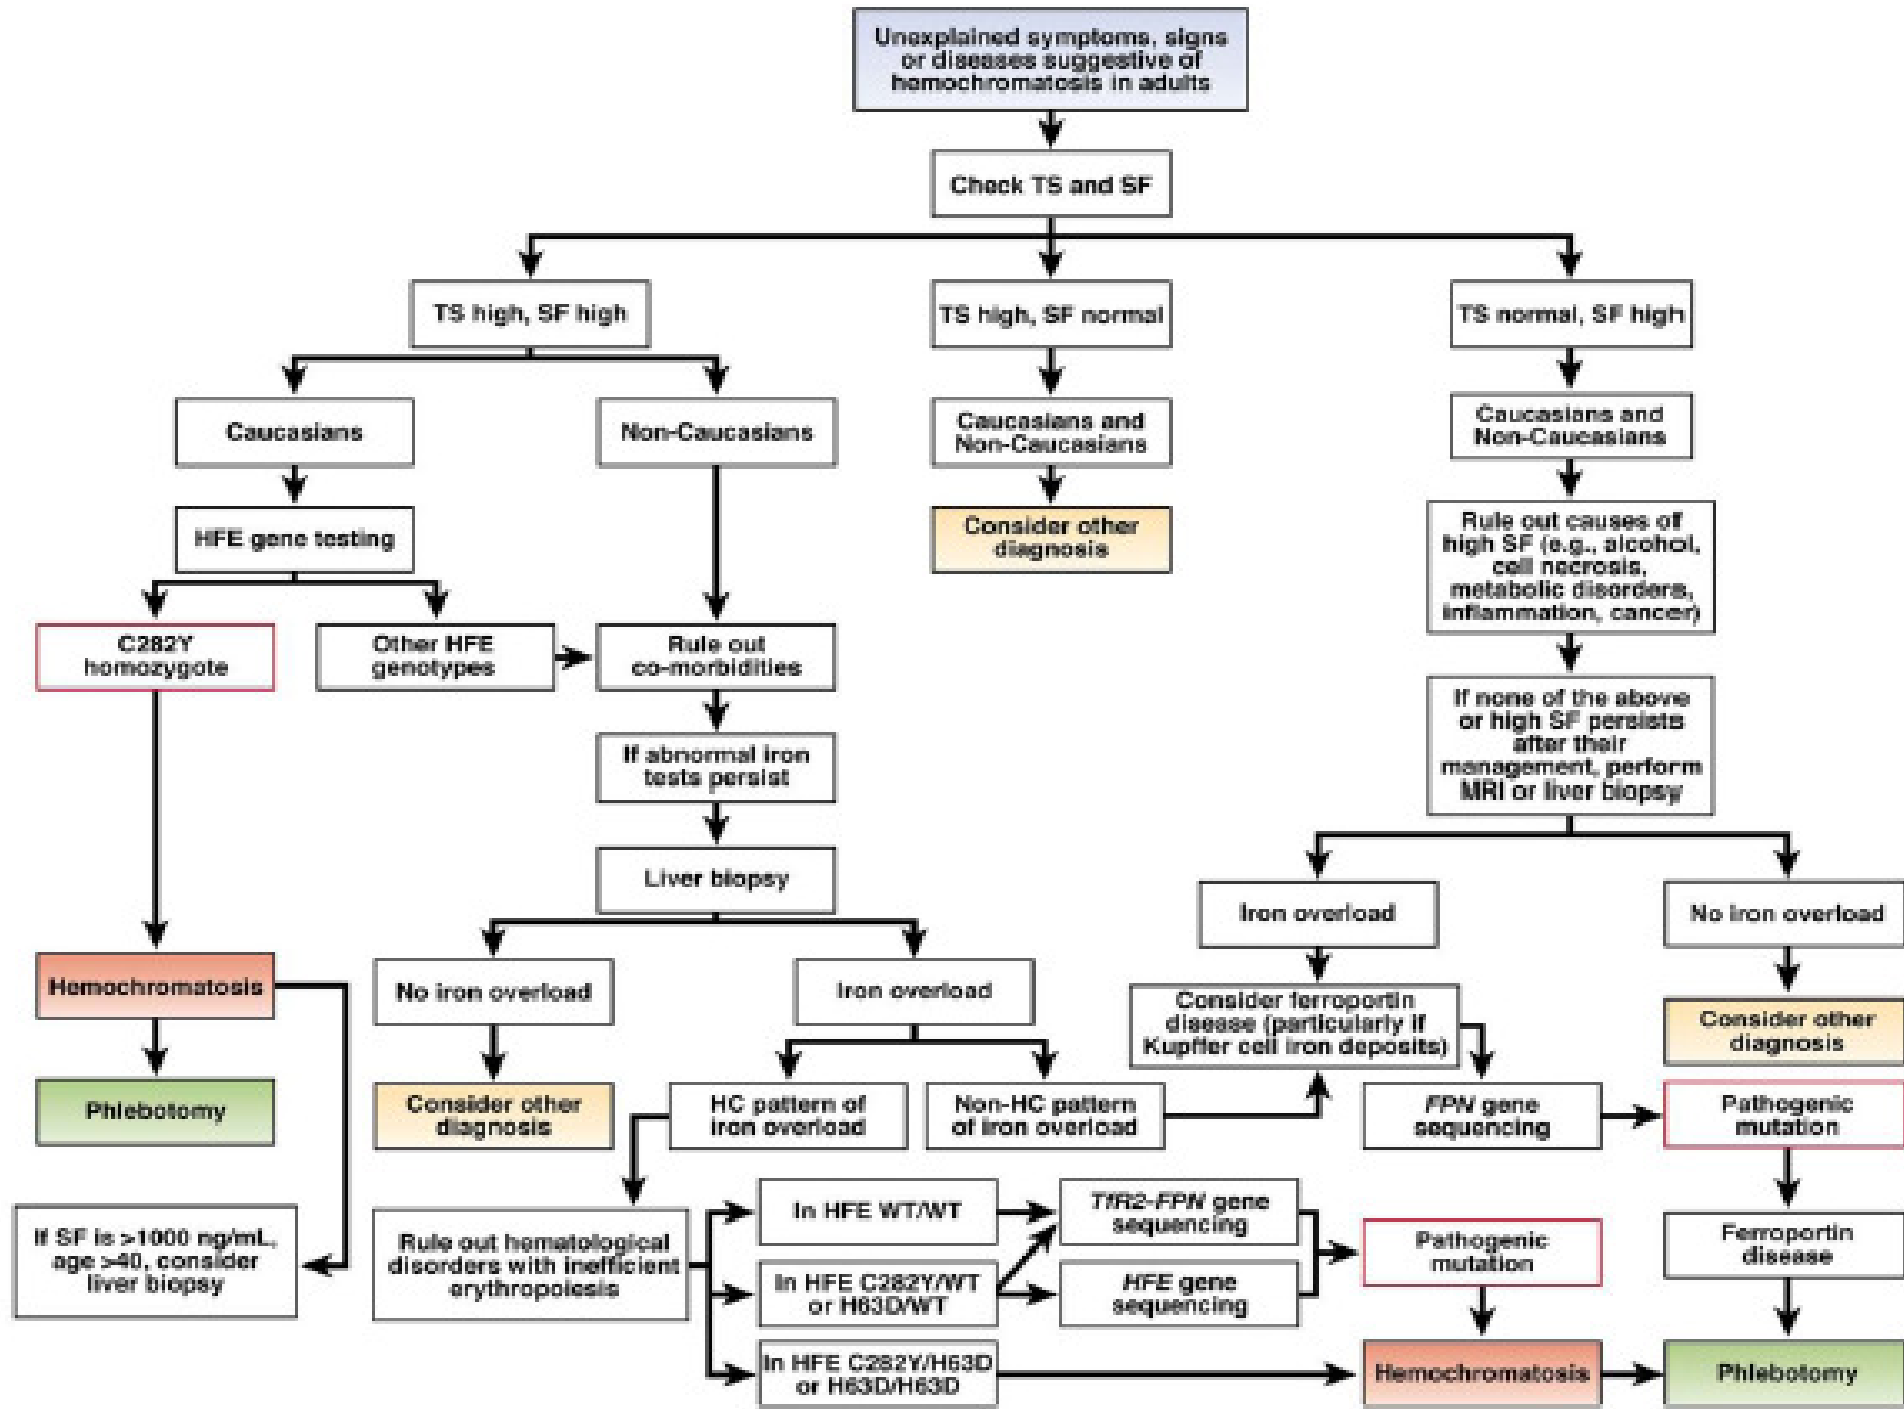 Unexplained symptoms, signs
or diseases suggestive of
hemochromatosis in adults
Check TS and SF
TS high, SF high
TS high, SF normal
TS normal, SF high
Caucasians
Non-Caucasians
Caucasians and
Non-Caucasians
Caucasians and
Non-Caucasians
HFE gene testing
Consider other
diagnosis
Rule out causes of
high SF (e.g., alcohol,
cell necrosis,
metabolic disorders,
inflammation, cancer)
C282Y
homozygote
Other HFE
genotypes
Rule out
co-morbidities
If abnormal iron
tests persist
If none of the above
or high SF persists
after their
management, perform
MRI or liver biopsy
Liver biopsy
Iron overload
No iron overload
Hemochromatosis
No iron overload
Iron overload
Consider ferroportin
disease (particularly if
Kupffer cell iron deposits)
Consider other
diagnosis
Phlebotomy
Consider other
diagnosis
HC pattern of
iron overload
Non-HC pattern
of iron overload
FPN gene
sequencing
Pathogenic
mutation
If SF is >1000 ng/mL,
age >40, consider
liver biopsy
Rule out hematological
disorders with inefficient
erythropoiesis
In HFE WT/WT
TfR2-FPN gene
sequencing
In HFE C282Y/WT
or H63D/WT
HFE gene
sequencing
Pathogenic
mutation
Ferroportin
disease
In HFE C282Y/H63D
or H63D/H63D
Hemochromatosis
Phlebotomy